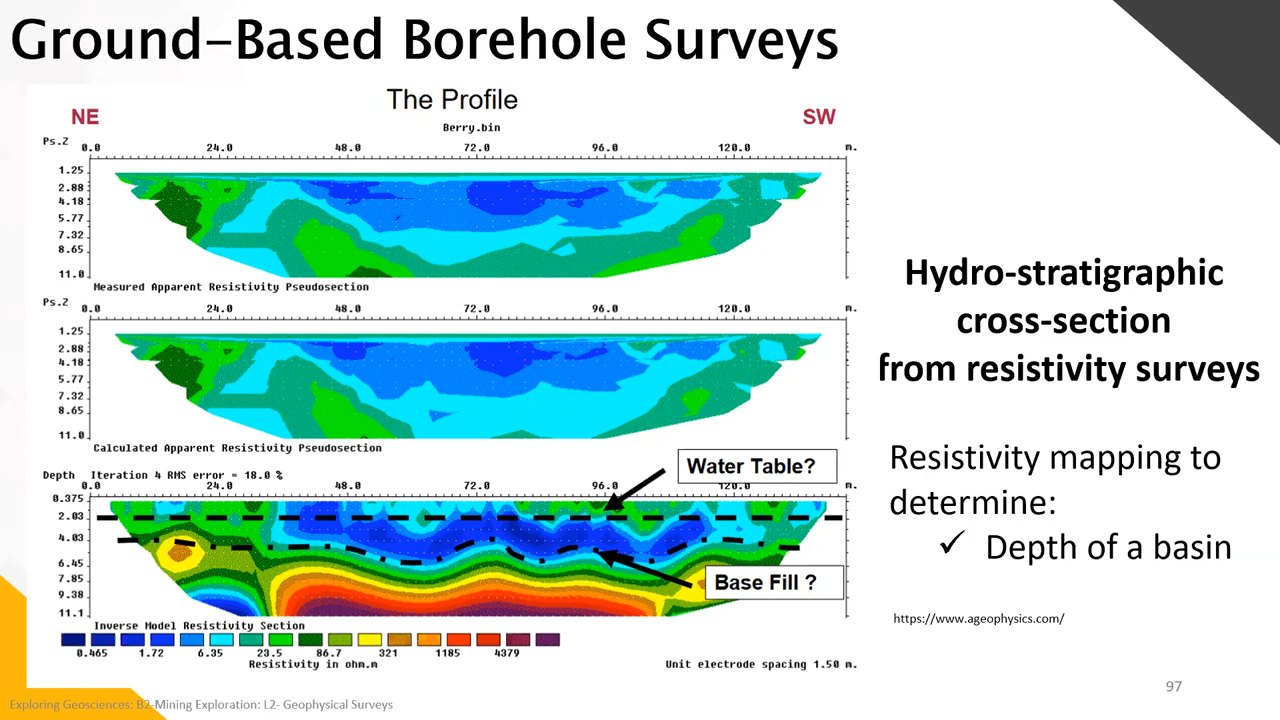 Ground-Based Borehole Surveys
The Profile
NE
SW
Berry.bin
Ps.Z
0.0 24.0 48.0 72.0 96.0 120.0 m.
1.25
2.88
4.18
5.77
7.32
8.65
11.0
Measured Apparent Resistivity Pseudosection
Ps.Z
0.0 24.0 48.0 72.0 96.0 120.0 m.
1.25
2.88
4.18
5.77
7.32
8.65
11.0
Calculated Apparent Resistivity Pseudosection
Water Table?
Depth Iteration 4 RMS error = 18.0 %
0.0 24.0 48.0 72.0 96.0 120.0 m.
0.375
2.03
4.03
6.45
7.85
9.38
11.1
Base Fill ?
Inverse Model Resistivity Section
0.465 1.72 6.35 23.5 86.7 321 1185 4379
Resistivity in ohm.m
Unit electrode spacing 1.50 m.
Hydro-stratigraphic
cross-section
from resistivity surveys
Resistivity mapping to
determine:
✓ Depth of a basin
https://www.ageophysics.com/
97
Exploring Geosciences: B2-Mining Exploration: L2- Geophysical Surveys